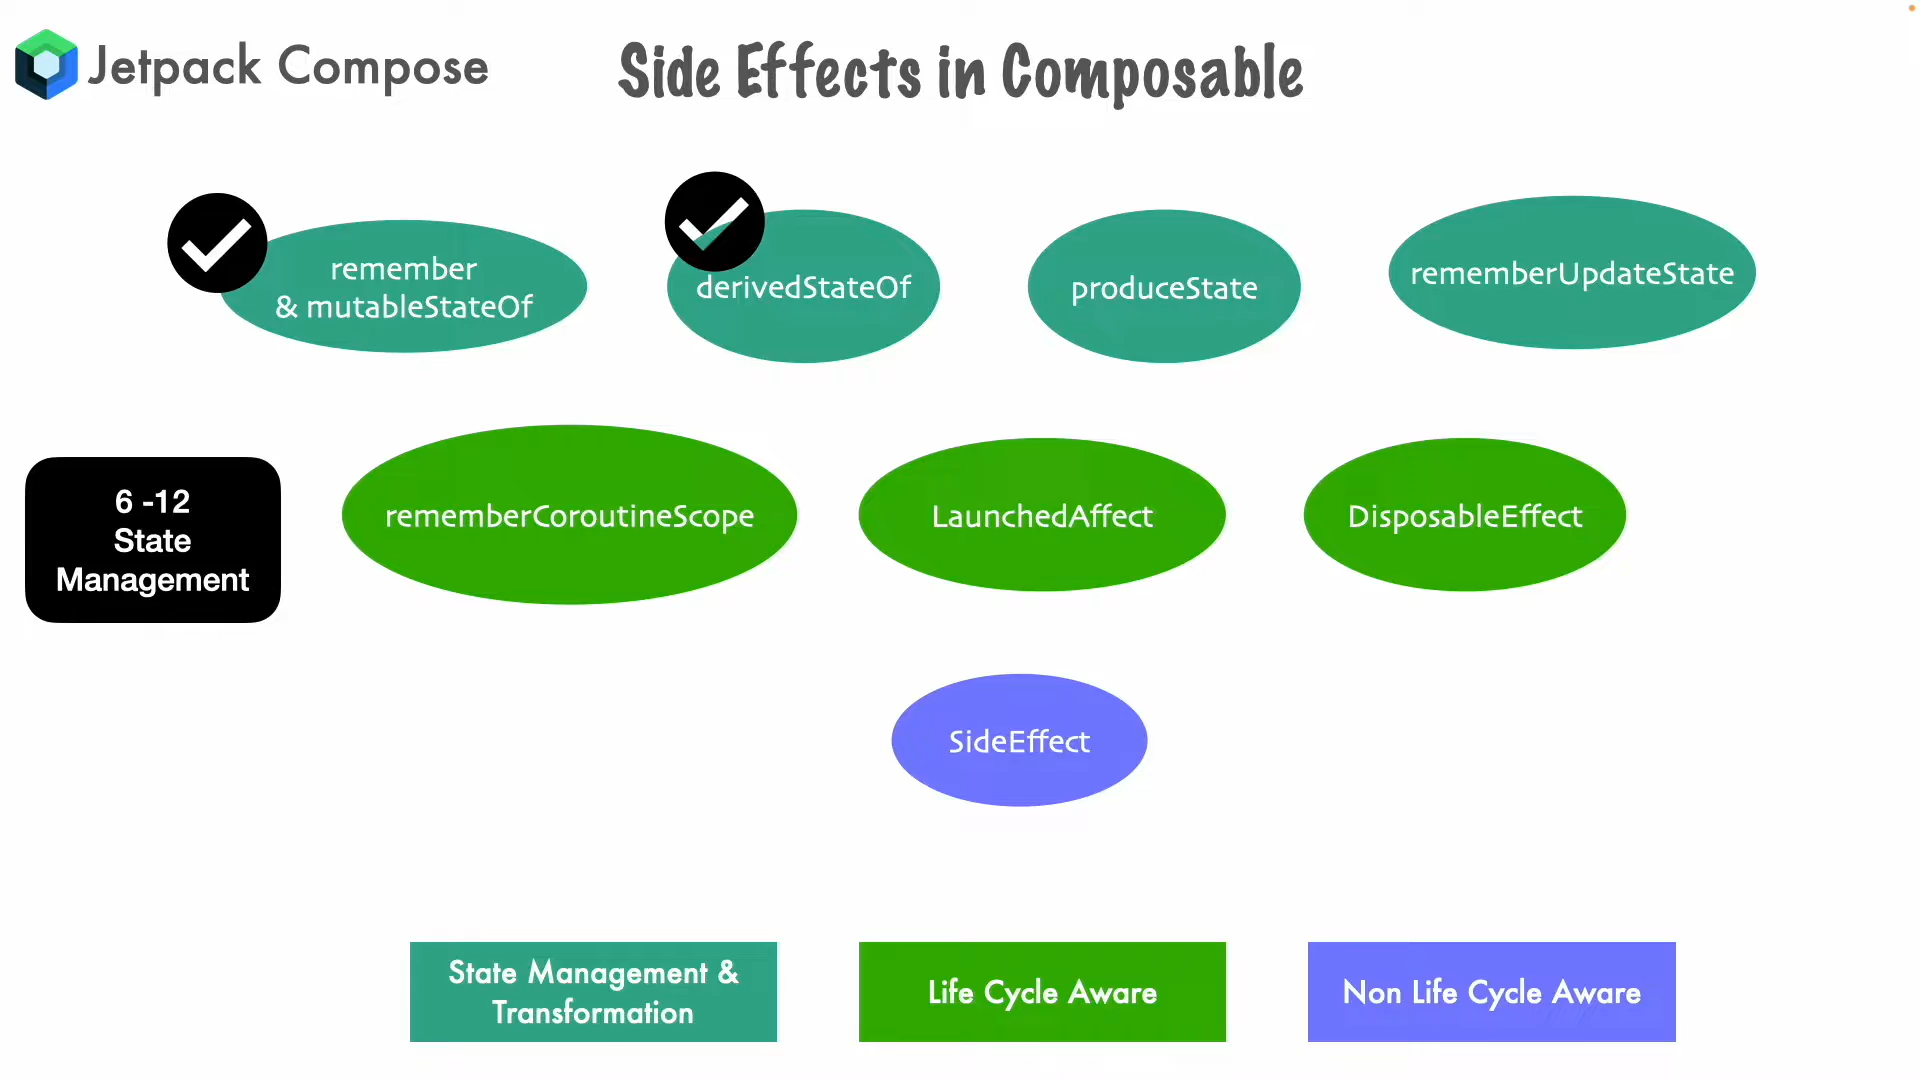 Jetpack Compose
Side Effects in Composable
remember
& mutableStateOf
derivedStateOf
produceState
rememberUpdateState
6 -12
State
Management
rememberCoroutineScope
LaunchedAffect
DisposableEffect
SideEffect
State Management &
Transformation
Life Cycle Aware
Non Life Cycle Aware